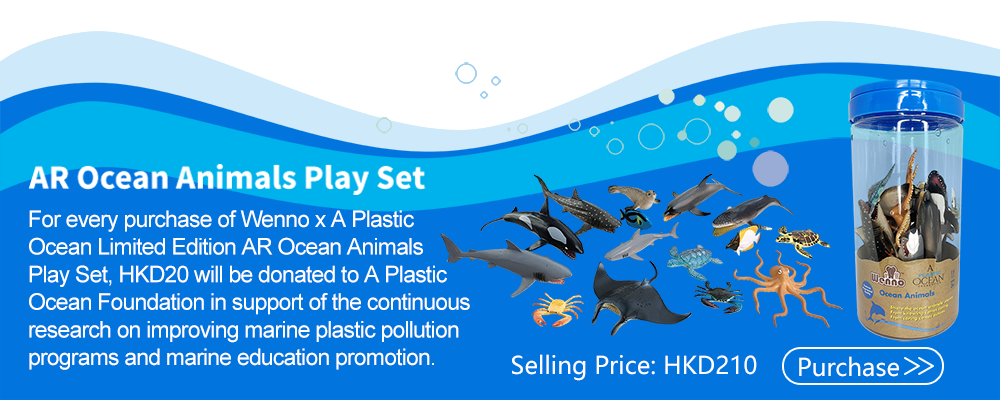 AR Ocean Animals Play Set
For every purchase of Wenno x A Plastic
Ocean Limited Edition AR Ocean Animals
Play Set, HKD20 will be donated to A Plastic
Ocean Foundation in support of the continuous
research on improving marine plastic pollution
programs and marine education promotion.
Selling Price: HKD210
Purchase >>
Wenno
A
OCEAN
Ocean Animals